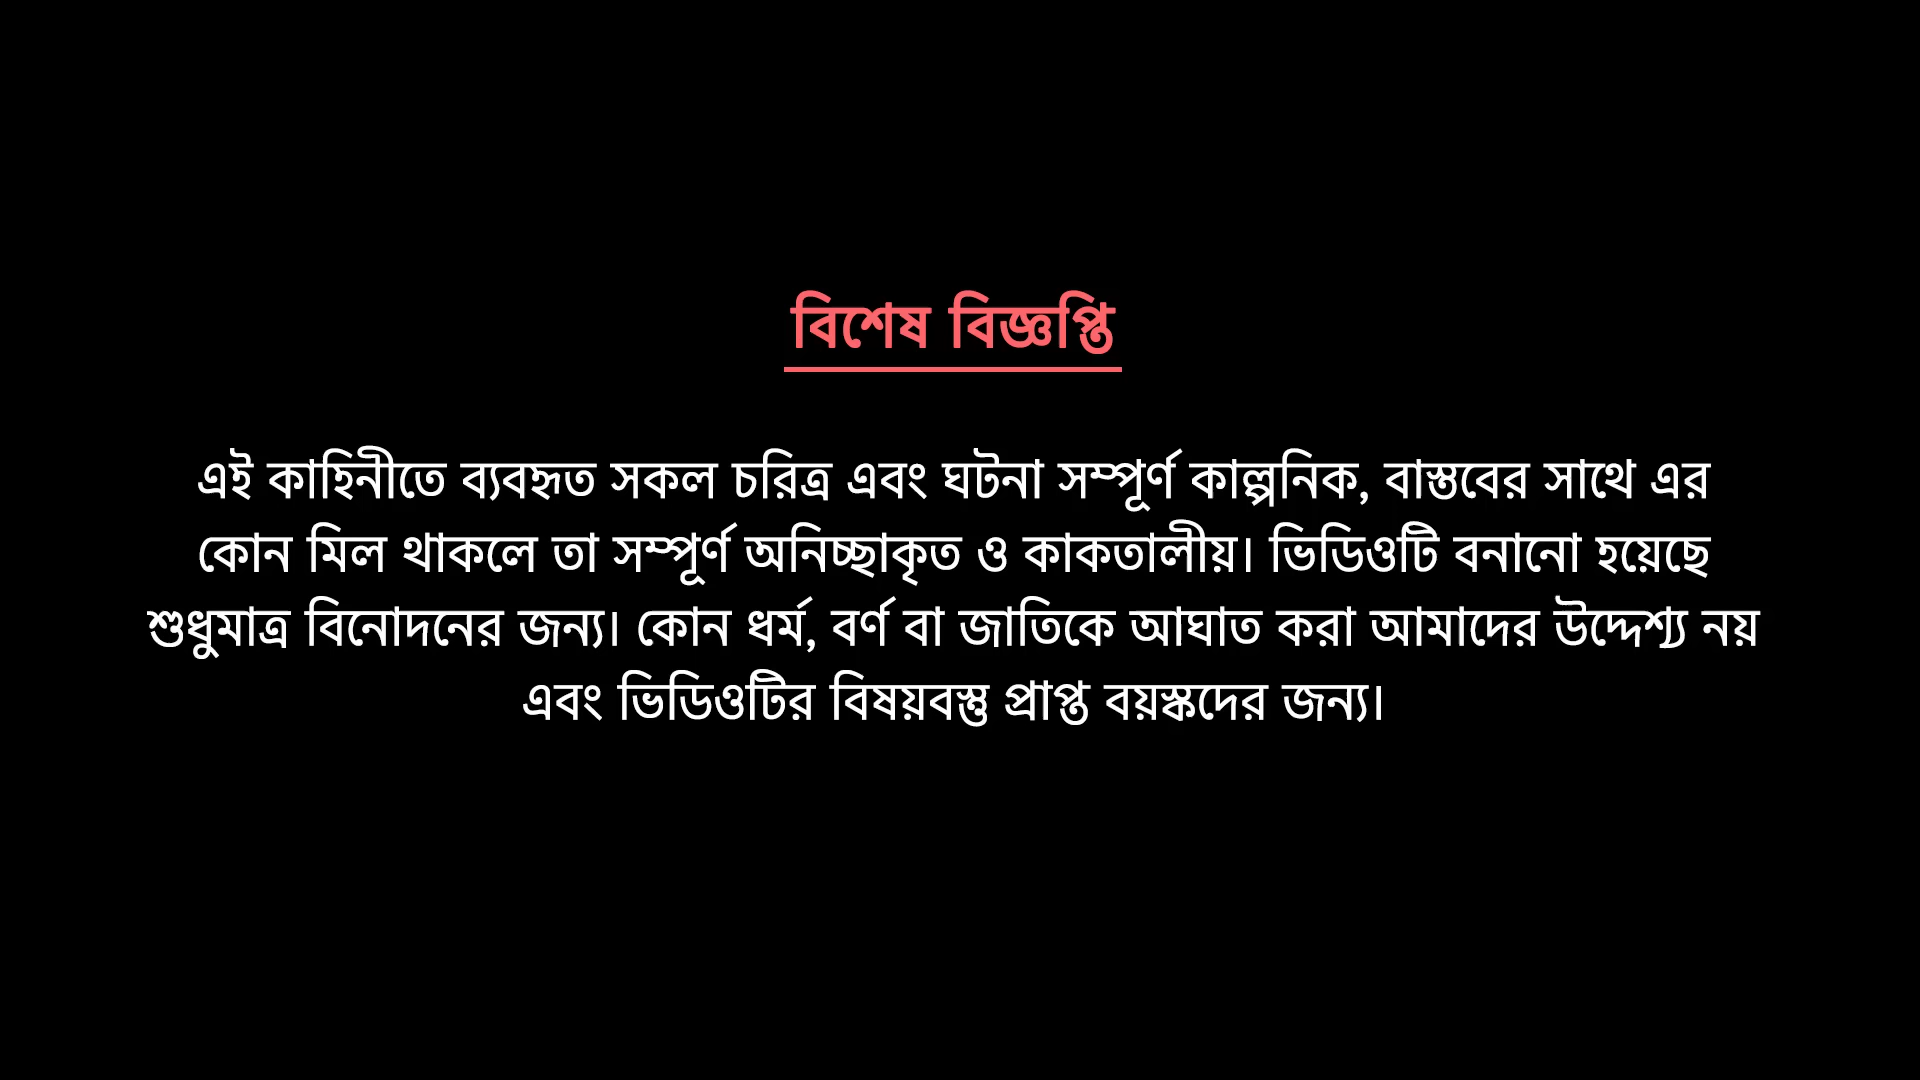 বিশেষ বিজ্ঞপ্তি
এই কাহিনীতে ব্যবহৃত সকল চরিত্র এবং ঘটনা সম্পূর্ণ কাল্পনিক, বাস্তবের সাথে এর
কোন মিল থাকলে তা সম্পূর্ণ অনিচ্ছাকৃত ও কাকতালীয়। ভিডিওটি বনানো হয়েছে
শুধুমাত্র বিনোদনের জন্য। কোন ধর্ম, বর্ণ বা জাতিকে আঘাত করা আমাদের উদ্দেশ্য নয়
এবং ভিডিওটির বিষয়বস্তু প্রাপ্ত বয়স্কদের জন্য।